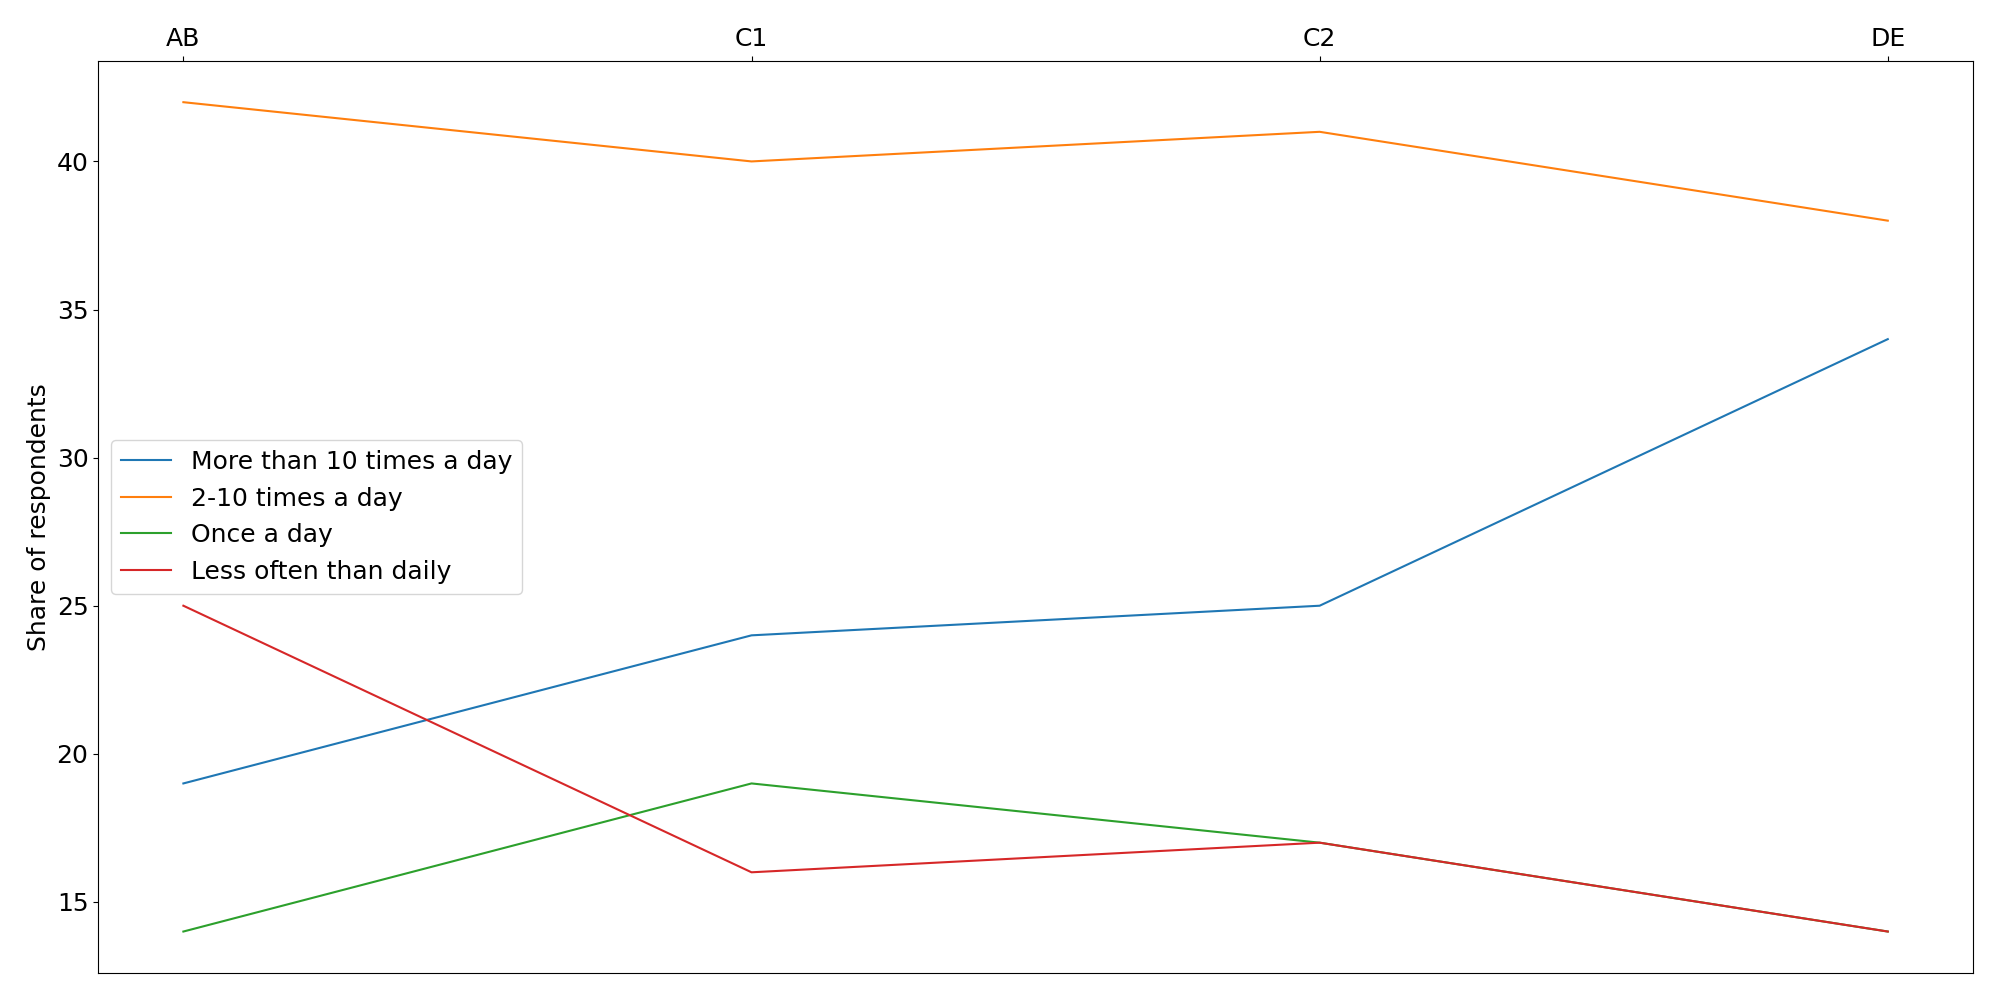 AB C1 C2 DE
40
35
30
25
20
15
Share of respondents
More than 10 times a day
2-10 times a day
Once a day
Less often than daily